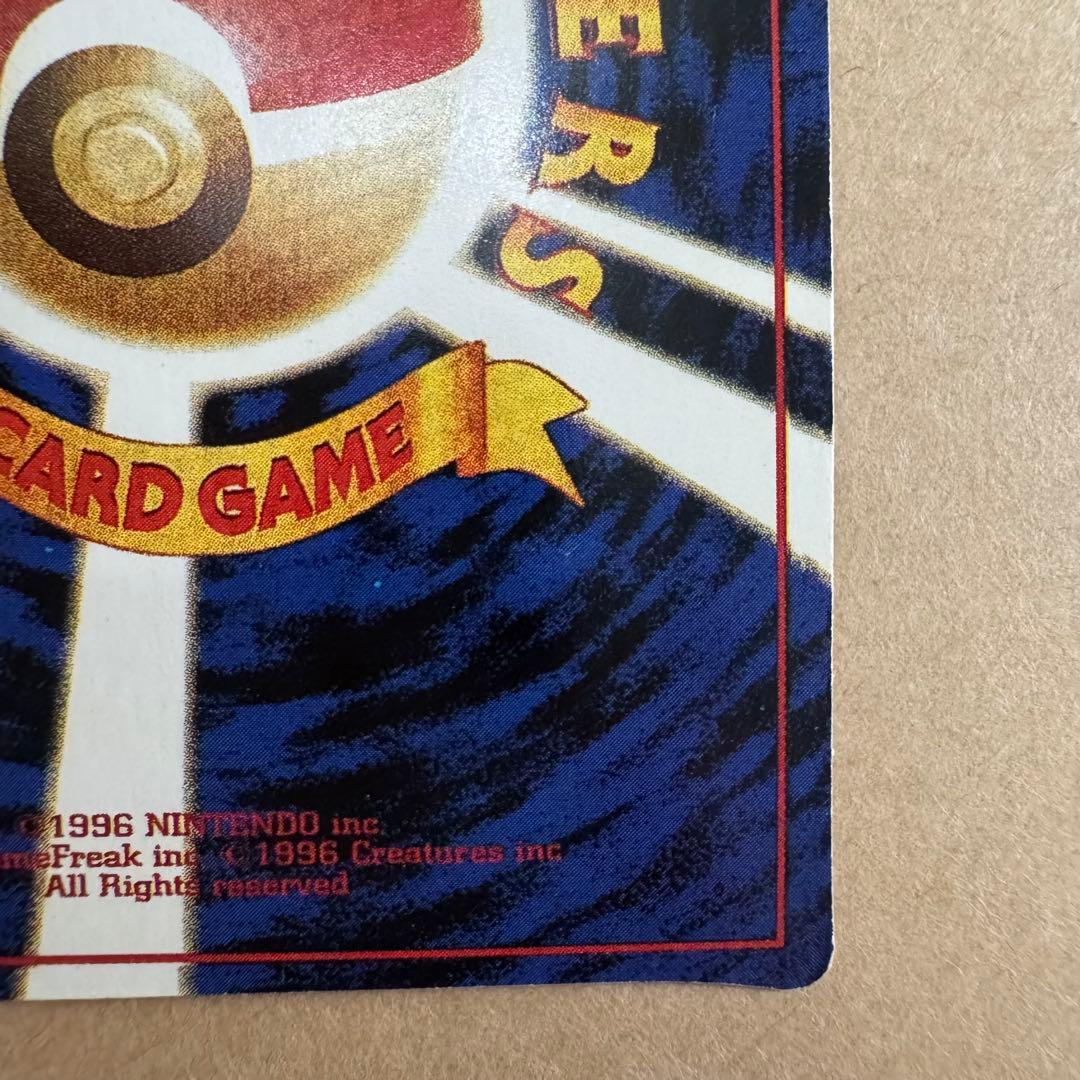 ERS
CARD GAME
©1996 NINTENDO inc
meFreak inc ©1996 Creatures inc
All Rights reserved